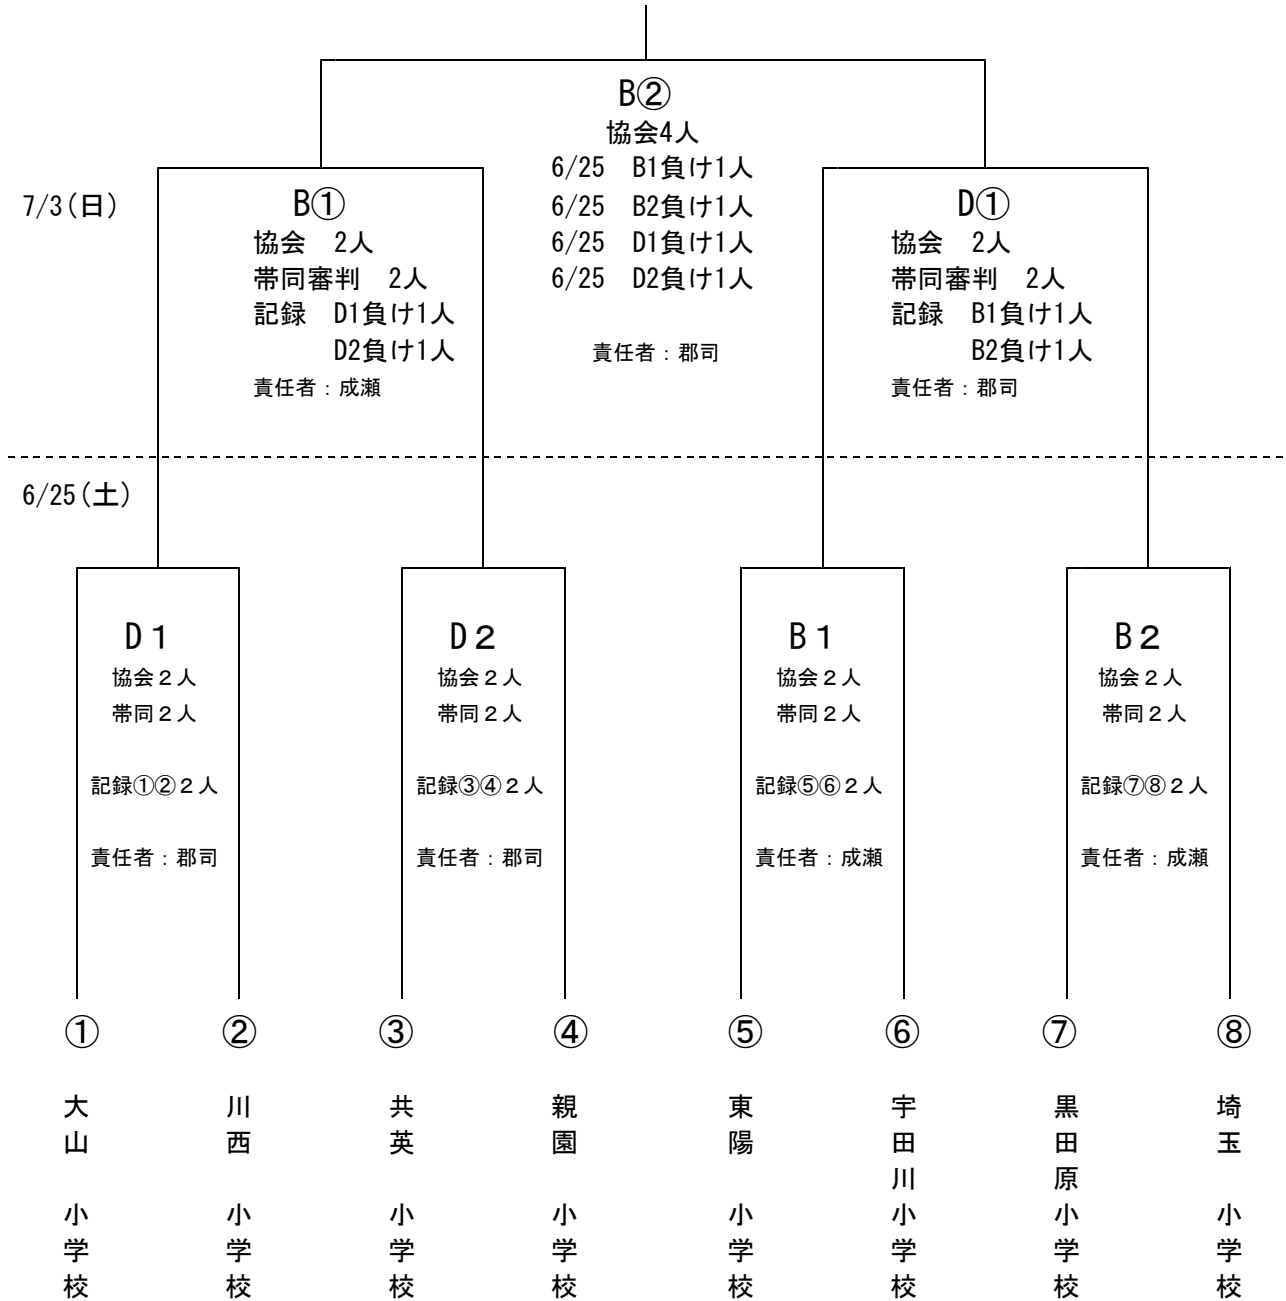 B②
協会4人
6/25　B1負け1人
6/25　B2負け1人
6/25　D1負け1人
6/25　D2負け1人
責任者：郡司
7/3(日)
B①
協会　2人
帯同審判　2人
記録　D1負け1人
D2負け1人
責任者：成瀬
D①
協会　2人
帯同審判　2人
記録　B1負け1人
B2負け1人
責任者：郡司
6/25(土)
D１
協会２人
帯同２人
記録①②２人
責任者：郡司
D２
協会２人
帯同２人
記録③④２人
責任者：郡司
B１
協会２人
帯同２人
記録⑤⑥２人
責任者：成瀬
B２
協会２人
帯同２人
記録⑦⑧２人
責任者：成瀬
①
②
③
④
⑤
⑥
⑦
⑧
大山　小学校
川西　小学校
共英　小学校
親園　小学校
東陽　小学校
宇田川小学校
黒田原小学校
埼玉　小学校